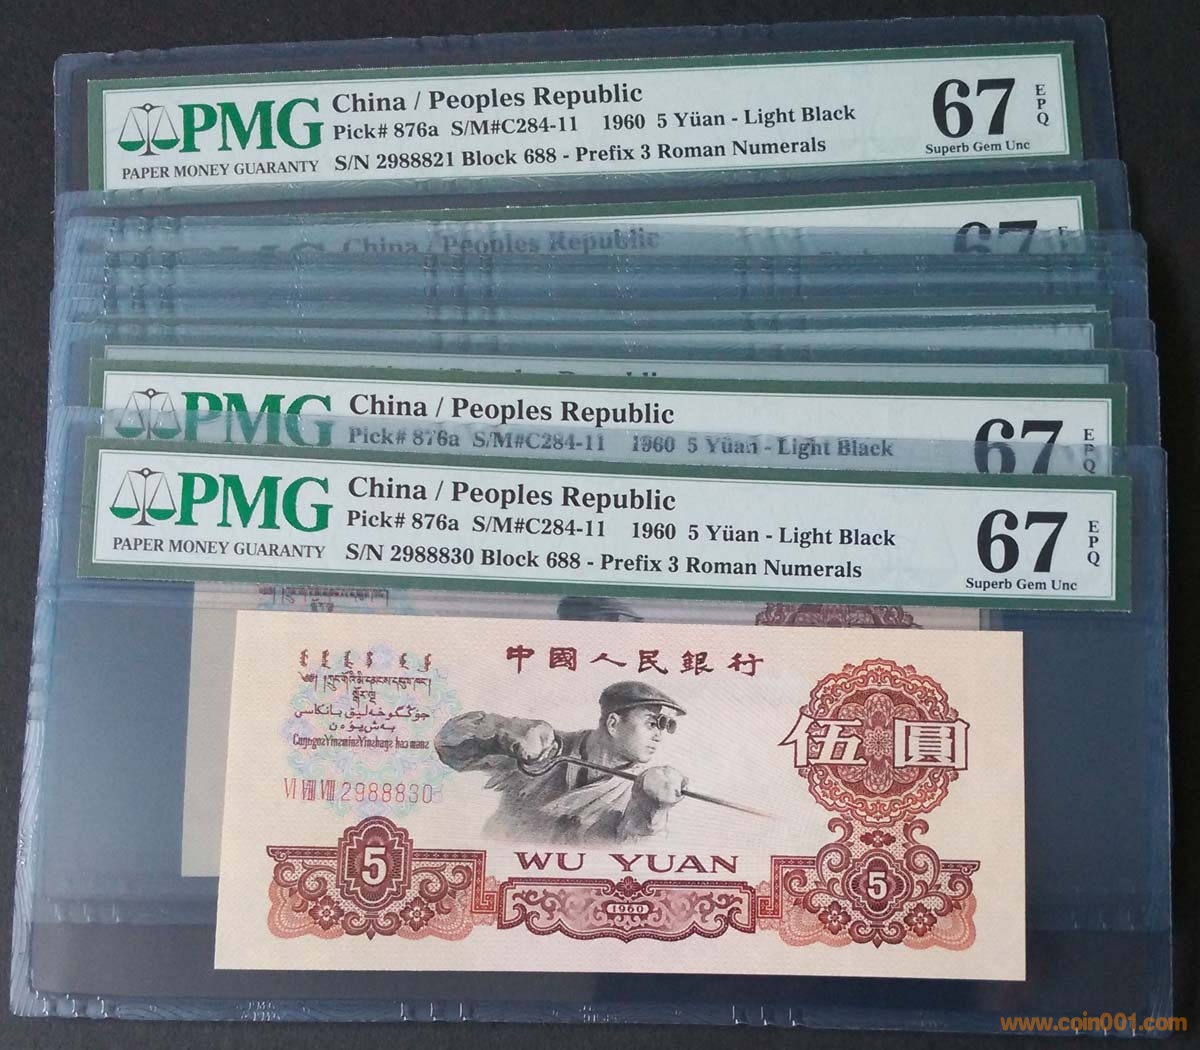 PMG
PAPER MONEY GUARANTY
China / Peoples Republic
Pick# 876a S/M#C284-11 1960 5 Yüan - Light Black
S/N 2988821 Block 688 - Prefix 3 Roman Numerals
67
EPQ
Superb Gem Unc
China / Peoples Republic
67
PMG
China / Peoples Republic
Pick# 876a S/M#C284-11 1960 5 Yüan - Light Black
67
EPQ
PMG
PAPER MONEY GUARANTY
China / Peoples Republic
Pick# 876a S/M#C284-11 1960 5 Yüan - Light Black
S/N 2988830 Block 688 - Prefix 3 Roman Numerals
67
EPQ
Superb Gem Unc
中國人民銀行
伍圓
VI VIII VIII 2988830
5
WU YUAN
1960
5
www.coin001.com